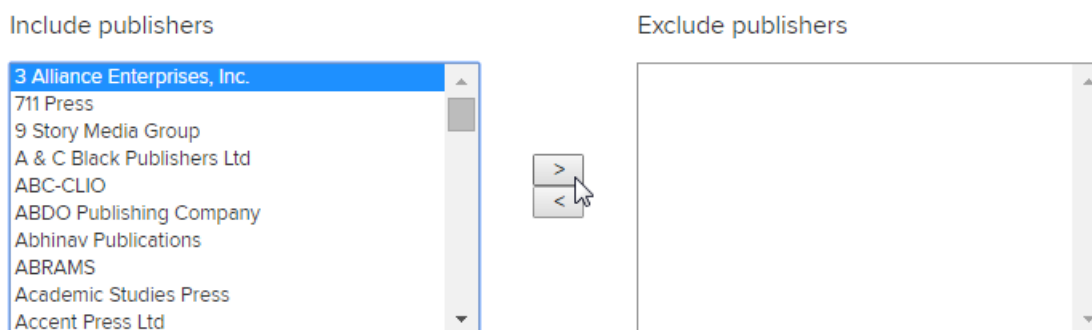 Include publishers
Exclude publishers
3 Alliance Enterprises, Inc.
711 Press
9 Story Media Group
A & C Black Publishers Ltd
ABC-CLIO
ABDO Publishing Company
Abhinav Publications
ABRAMS
Academic Studies Press
Accent Press Ltd
>
<